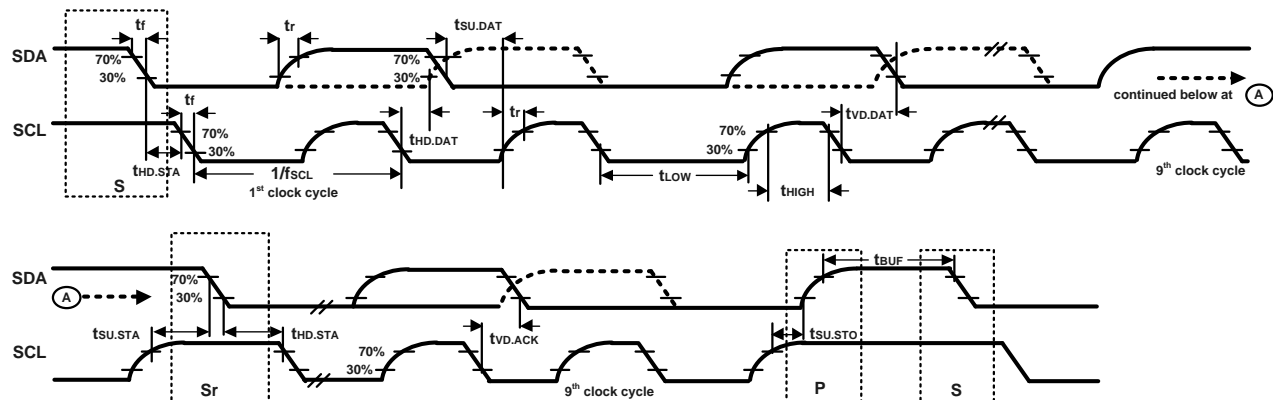 tf
tr
tSU.DAT
SDA
70%
30%
70%
30%
continued below at A
tf
tr
tHD.DAT
tVD.DAT
SCL
70%
30%
70%
30%
tHD.STA
1/fSCL
1st clock cycle
tLOW
tHIGH
9th clock cycle
S
SDA
A
70%
30%
tBUF
tSU.STA
tHD.STA
tVD.ACK
tSU.STO
SCL
70%
30%
9th clock cycle
Sr
P
S